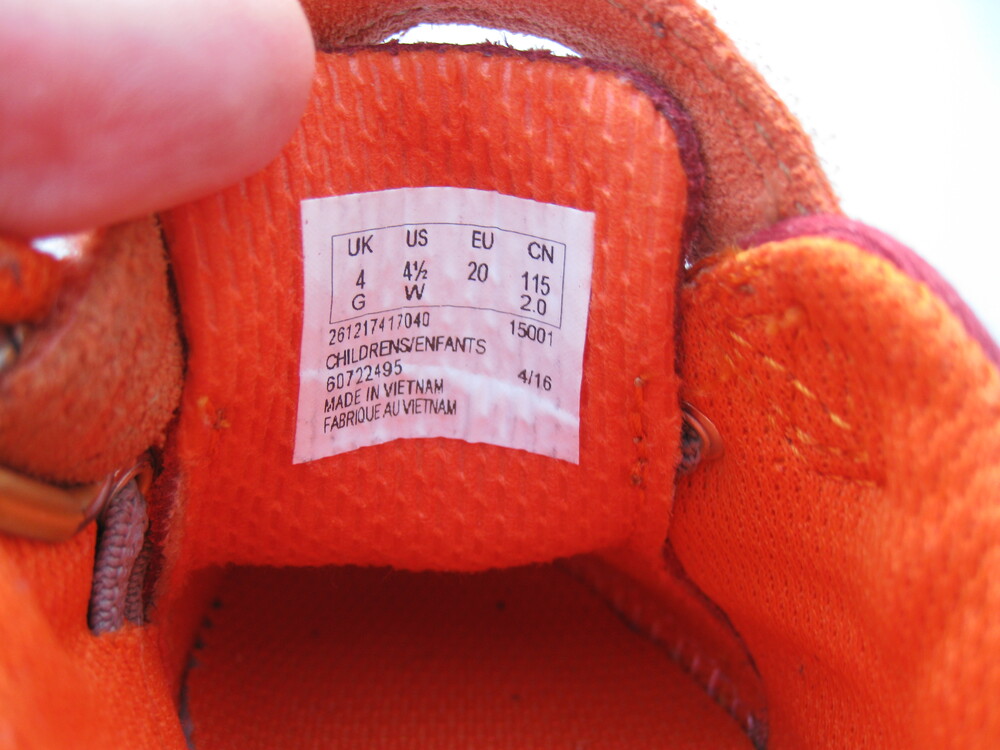 UK US EU CN
4 4½ 20 115
G W 2.0
261217417040 15001
CHILDRENS/ENFANTS
60722495 4/16
MADE IN VIETNAM
FABRIQUE AU VIETNAM